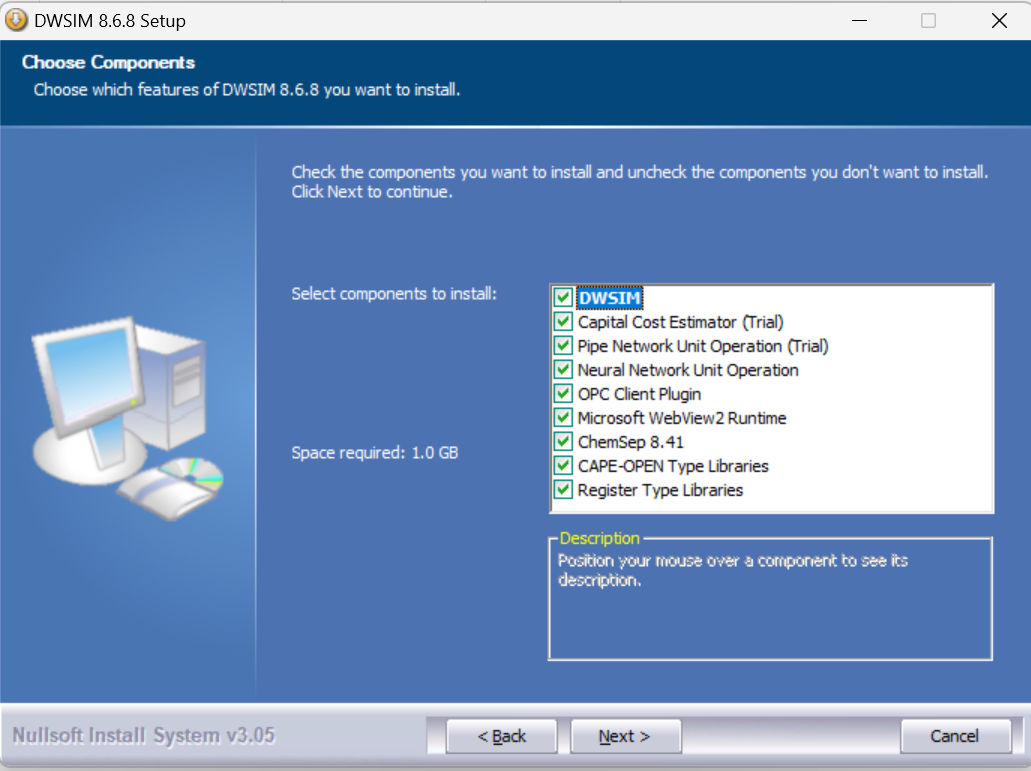 DWSIM 8.6.8 Setup
Choose Components
Choose which features of DWSIM 8.6.8 you want to install.
Check the components you want to install and uncheck the components you don't want to install.
Click Next to continue.
Select components to install:
DWSIM
Capital Cost Estimator (Trial)
Pipe Network Unit Operation (Trial)
Neural Network Unit Operation
OPC Client Plugin
Microsoft WebView2 Runtime
ChemSep 8.41
CAPE-OPEN Type Libraries
Register Type Libraries
Space required: 1.0 GB
Description
Position your mouse over a component to see its
description.
Nullsoft Install System v3.05
< Back
Next >
Cancel